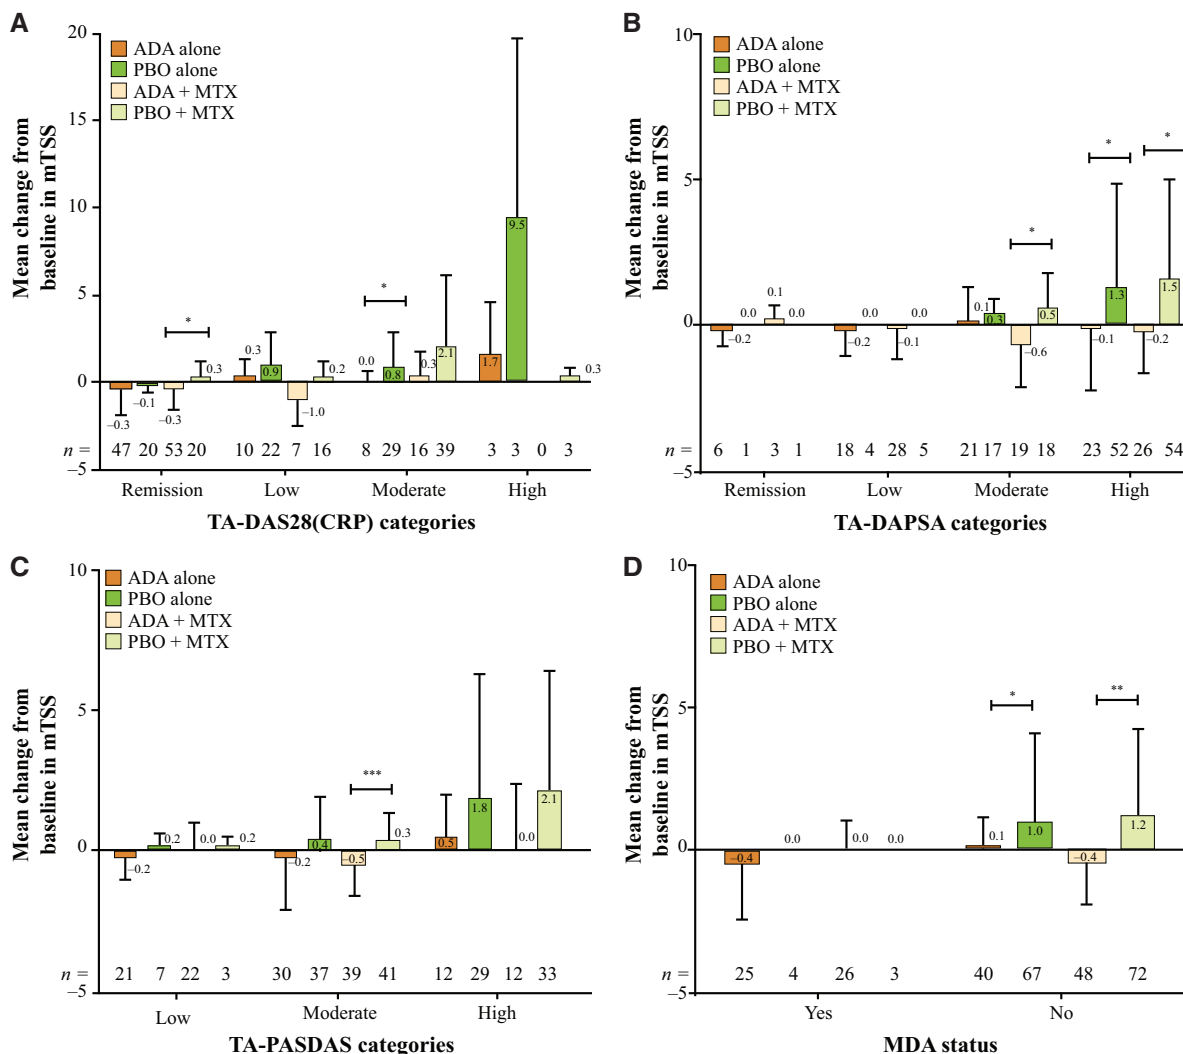 A
20
15
10
5
0
−5
Mean change from
baseline in mTSS
ADA alone
PBO alone
ADA + MTX
PBO + MTX
−0.3
−0.1
−0.3
0.3
*
0.3
0.9
−1.0
0.2
0.0
0.8
0.3
2.1
*
1.7
9.5
0.3
n =
47 20 53 20 10 22 7 16 8 29 16 39 3 3 0 3
Remission Low Moderate High
TA-DAS28(CRP) categories
B
10
5
0
−5
Mean change from
baseline in mTSS
ADA alone
PBO alone
ADA + MTX
PBO + MTX
−0.2
0.0
0.1
0.0
−0.2
0.0
−0.1
0.0
0.1
0.3
−0.6
0.5
*
−0.1
1.3
−0.2
1.5
*
*
n =
6 1 3 1 18 4 28 5 21 17 19 18 23 52 26 54
Remission Low Moderate High
TA-DAPSA categories
C
10
5
0
−5
Mean change from
baseline in mTSS
ADA alone
PBO alone
ADA + MTX
PBO + MTX
−0.2
0.2
0.0
0.2
−0.2
0.4
−0.5
0.3
***
0.5
1.8
0.0
2.1
n =
21 7 22 3 30 37 39 41 12 29 12 33
Low Moderate High
TA-PASDAS categories
D
10
5
0
−5
Mean change from
baseline in mTSS
ADA alone
PBO alone
ADA + MTX
PBO + MTX
−0.4
0.0
0.0
0.0
0.1
1.0
−0.4
1.2
*
**
n =
25 4 26 3 40 67 48 72
Yes No
MDA status